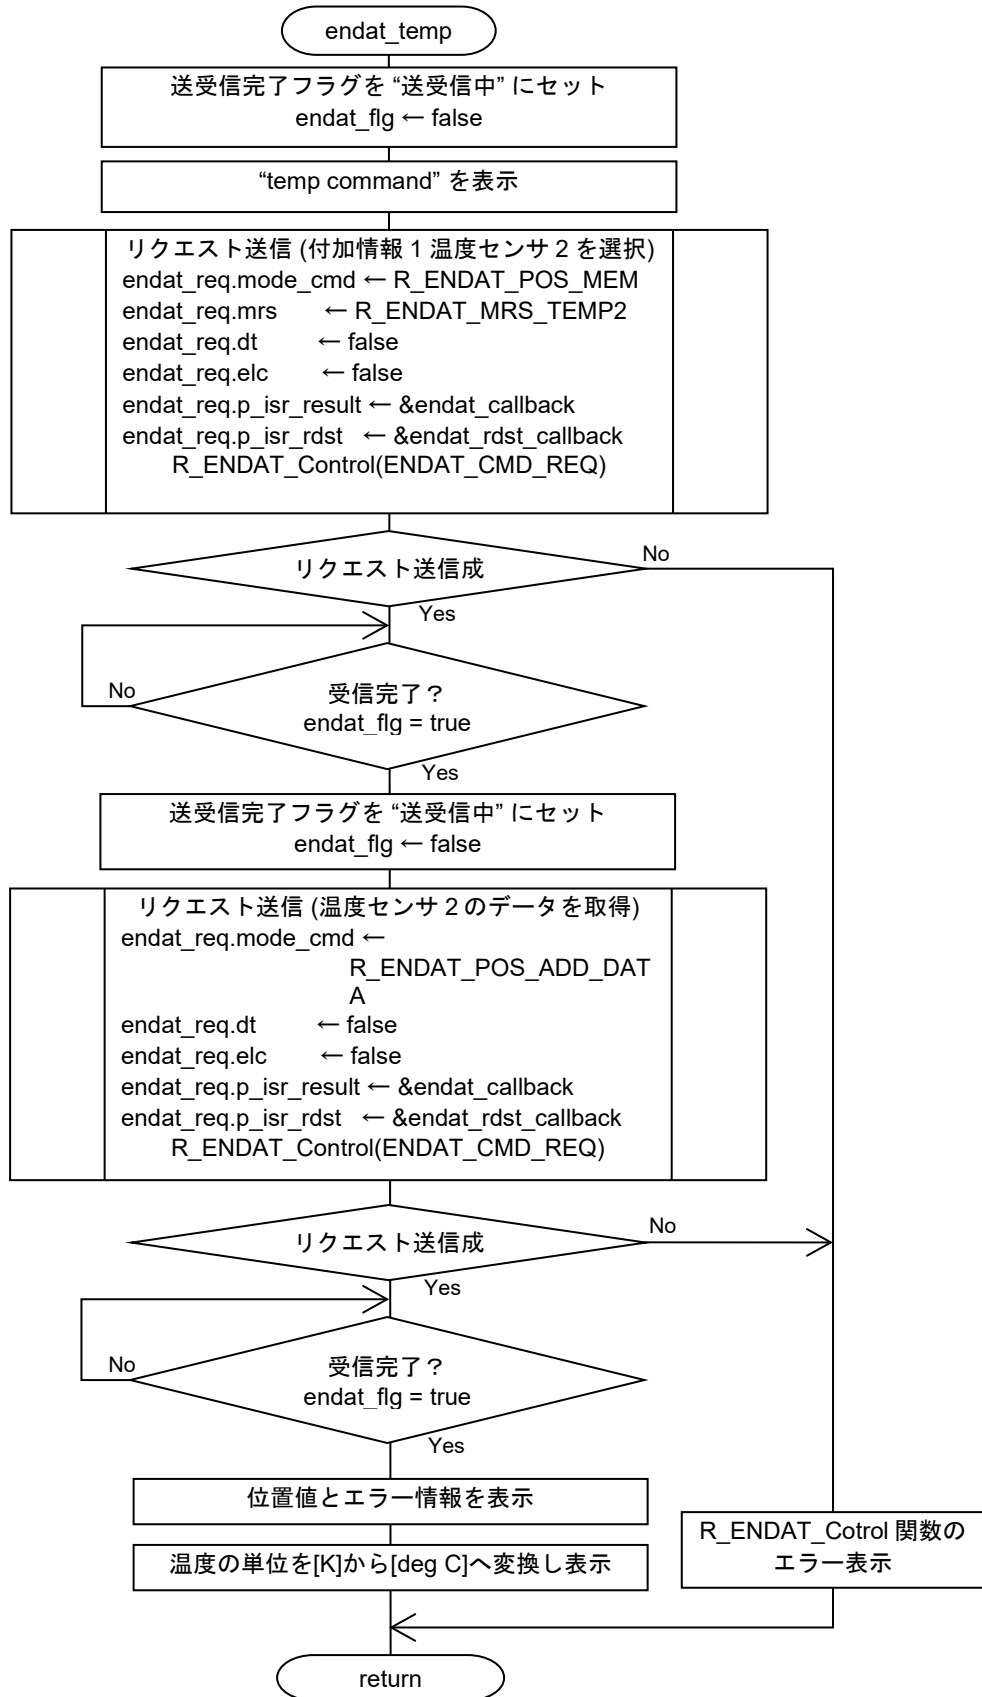 endat_temp
送受信完了フラグを “送受信中” にセット
endat_flg ← false
“temp command” を表示
リクエスト送信 (付加情報 1 温度センサ 2 を選択)
endat_req.mode_cmd ← R_ENDAT_POS_MEM
endat_req.mrs ← R_ENDAT_MRS_TEMP2
endat_req.dt ← false
endat_req.elc ← false
endat_req.p_isr_result ← &endat_callback
endat_req.p_isr_rdst ← &endat_rdst_callback
R_ENDAT_Control(ENDAT_CMD_REQ)
リクエスト送信成
No
Yes
受信完了？
endat_flg = true
No
Yes
送受信完了フラグを “送受信中” にセット
endat_flg ← false
リクエスト送信 (温度センサ 2 のデータを取得)
endat_req.mode_cmd ←
R_ENDAT_POS_ADD_DAT
A
endat_req.dt ← false
endat_req.elc ← false
endat_req.p_isr_result ← &endat_callback
endat_req.p_isr_rdst ← &endat_rdst_callback
R_ENDAT_Control(ENDAT_CMD_REQ)
リクエスト送信成
No
Yes
受信完了？
endat_flg = true
No
Yes
位置値とエラー情報を表示
温度の単位を[K]から[deg C]へ変換し表示
R_ENDAT_Cotrol 関数の
エラー表示
return